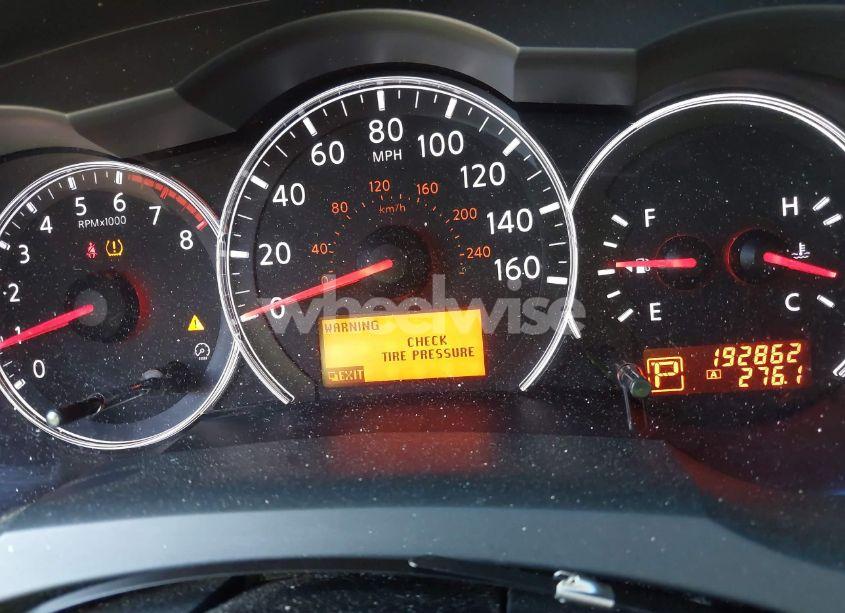 0
1
2
3
4
5
6
7
8
RPMx1000
0
20
40
60
80
100
120
140
160
MPH
0
40
80
120
160
200
240
km/h
wheelwise
WARNING
CHECK
TIRE PRESSURE
EXIT
F
E
H
C
P
192862
A 276.1